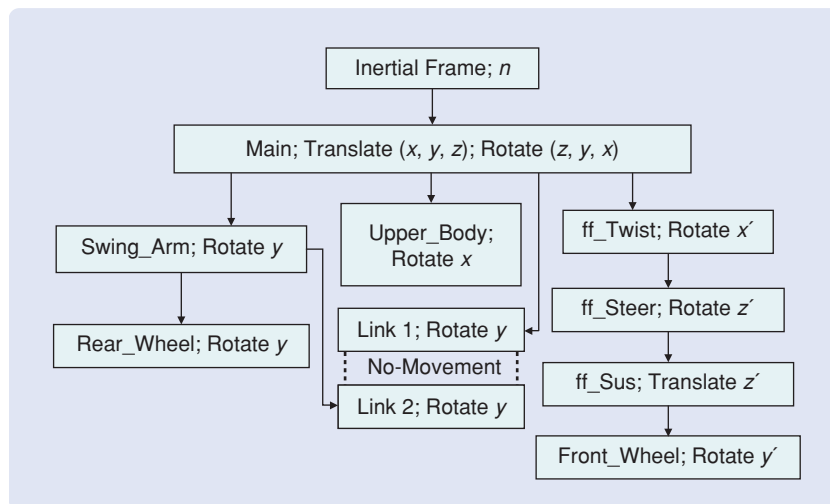 Inertial Frame; n
Main; Translate (x, y, z); Rotate (z, y, x)
Swing_Arm; Rotate y
Upper_Body;
Rotate x
ff_Twist; Rotate x´
ff_Steer; Rotate z´
Rear_Wheel; Rotate y
Link 1; Rotate y
No-Movement
ff_Sus; Translate z´
Link 2; Rotate y
Front_Wheel; Rotate y´